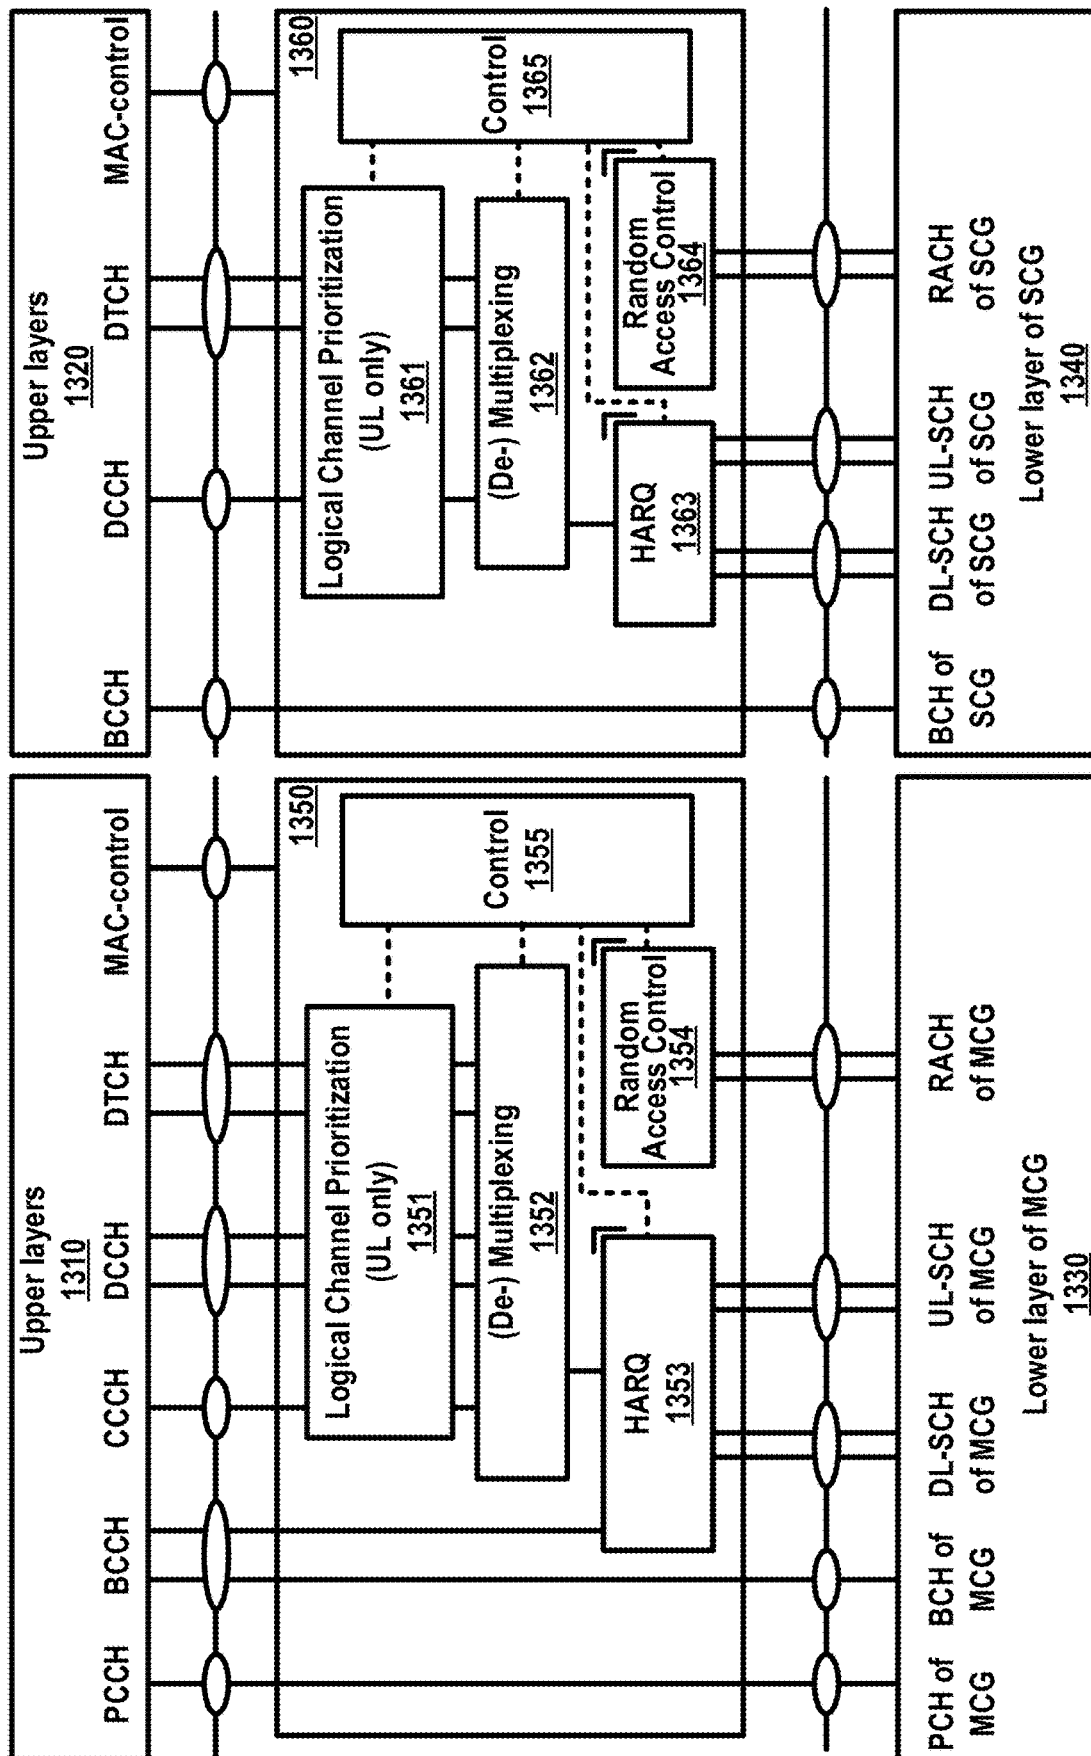 Upper layers
1310
PCCH
BCCH
CCCH
DCCH
DTCH
MAC-control
1350
Logical Channel Prioritization
(UL only)
1351
(De-) Multiplexing
1352
HARQ
1353
Random
Access Control
1354
Control
1355
PCH of
MCG
BCH of
MCG
DL-SCH
of MCG
UL-SCH
of MCG
RACH
of MCG
Lower layer of MCG
1330
Upper layers
1320
BCCH
DCCH
DTCH
MAC-control
1360
Logical Channel Prioritization
(UL only)
1361
(De-) Multiplexing
1362
HARQ
1363
Random
Access Control
1364
Control
1365
BCH of
SCG
DL-SCH
of SCG
UL-SCH
of SCG
RACH
of SCG
Lower layer of SCG
1340